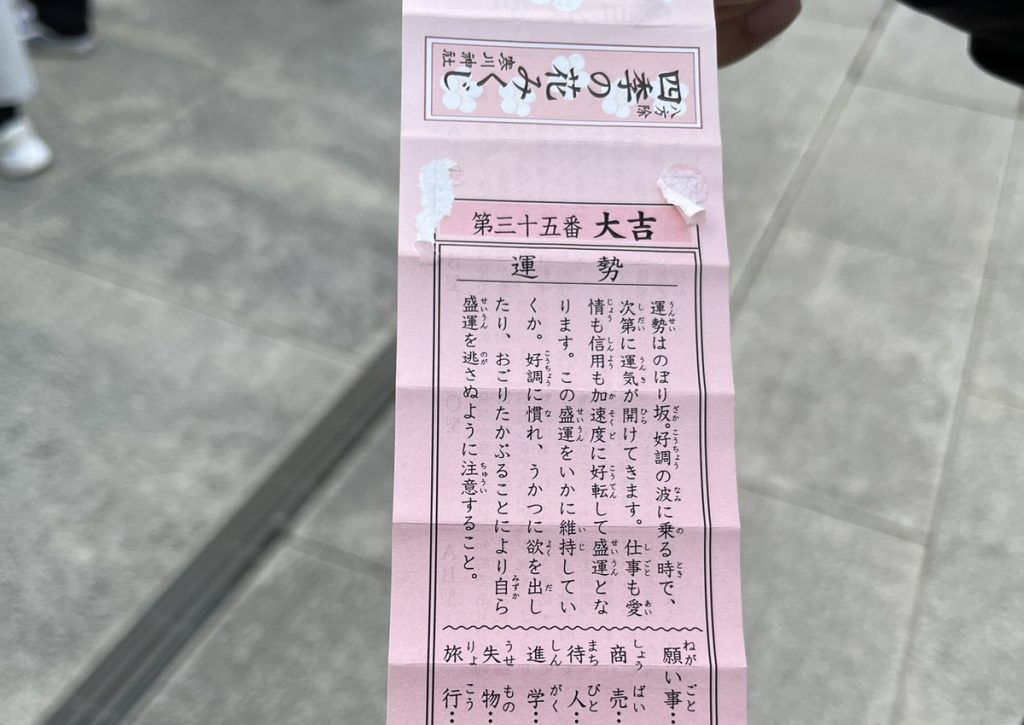 八方除
四季の花みくじ
寒川神社
第三十五番 大吉
運勢
運勢はのぼり坂。好調の波に乗る時で、
次第に運気が開けてきます。仕事も愛
情も信用も加速度に好転して盛運とな
ります。この盛運をいかに維持してい
くか。好調に慣れ、うかつに欲を出し
たり、おごりたかぶることにより自ら
盛運を逃さぬように注意すること。
願い事…
商売…
待人…
進学…
失物…
旅行…